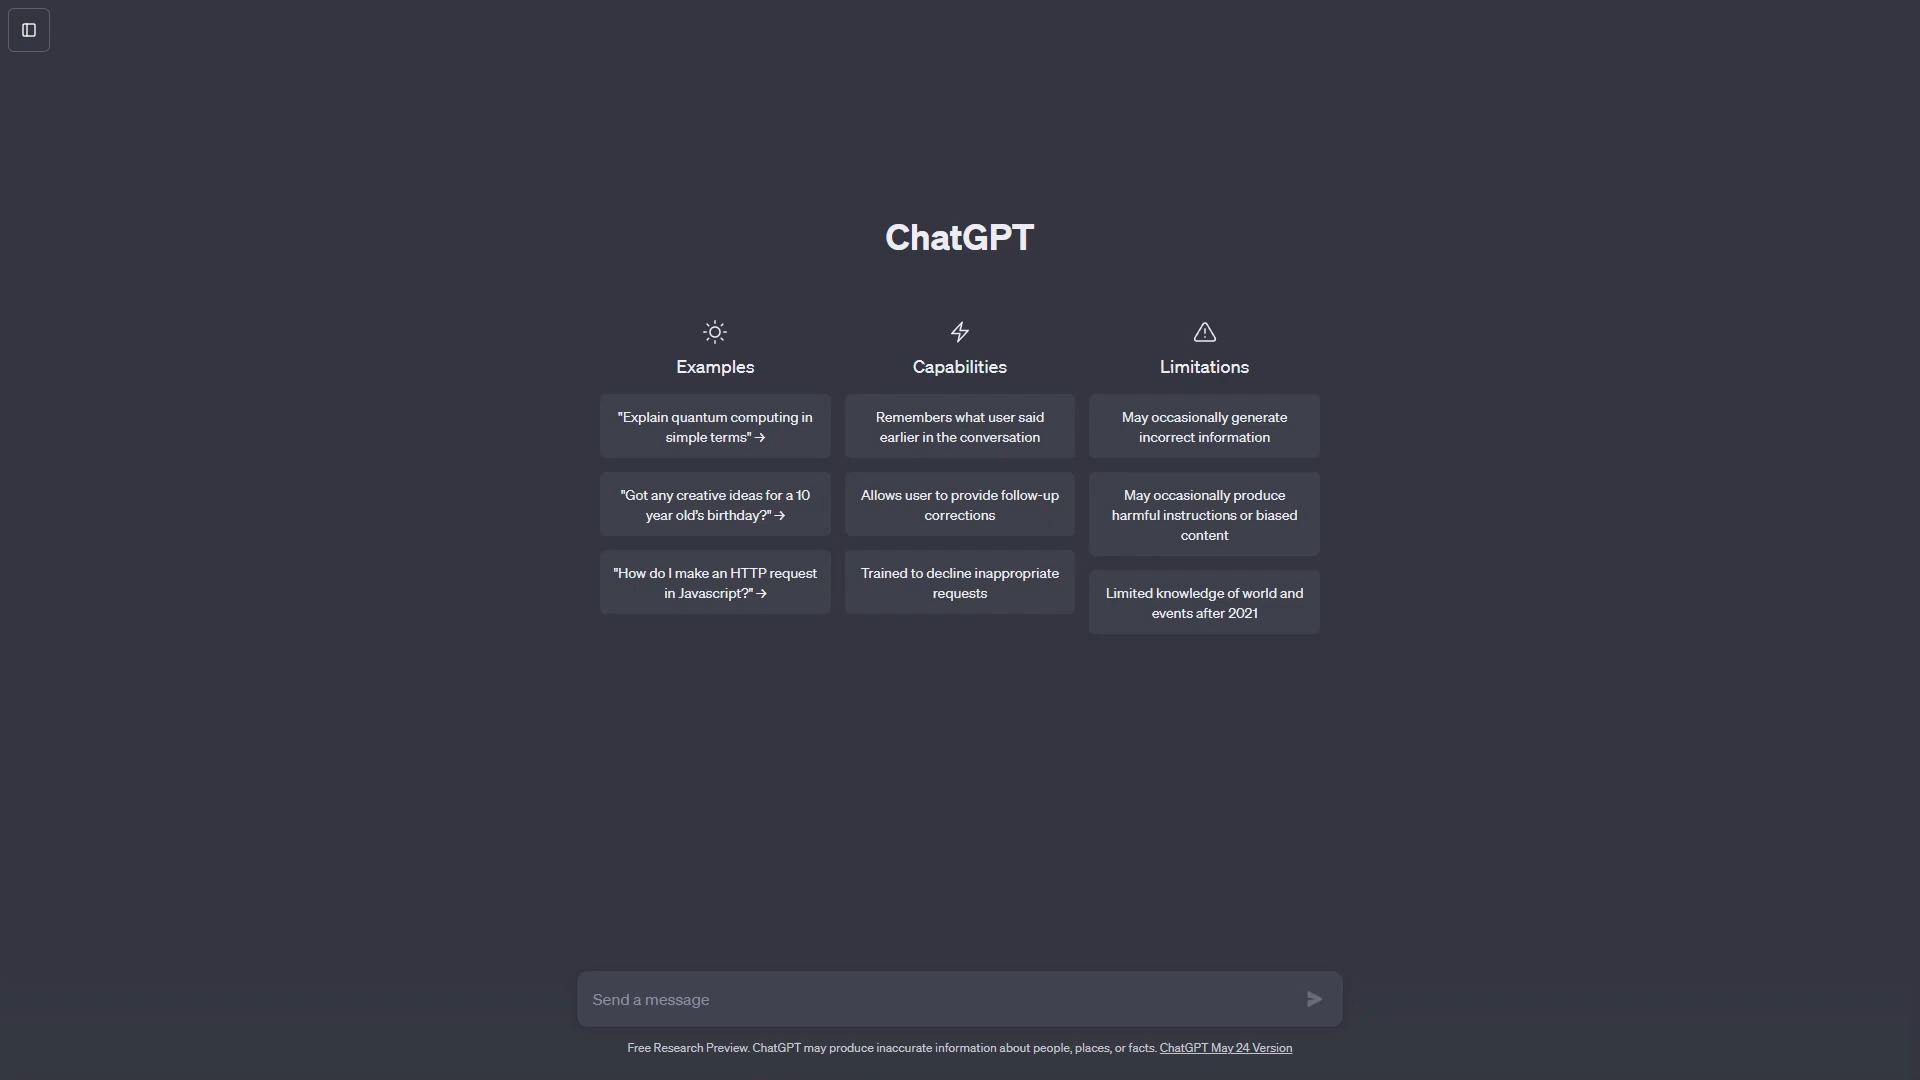 ChatGPT
Examples
"Explain quantum computing in
simple terms" →
"Got any creative ideas for a 10
year old's birthday?" →
"How do I make an HTTP request
in Javascript?" →
Capabilities
Remembers what user said
earlier in the conversation
Allows user to provide follow-up
corrections
Trained to decline inappropriate
requests
Limitations
May occasionally generate
incorrect information
May occasionally produce
harmful instructions or biased
content
Limited knowledge of world and
events after 2021
Send a message
Free Research Preview. ChatGPT may produce inaccurate information about people, places, or facts. ChatGPT May 24 Version